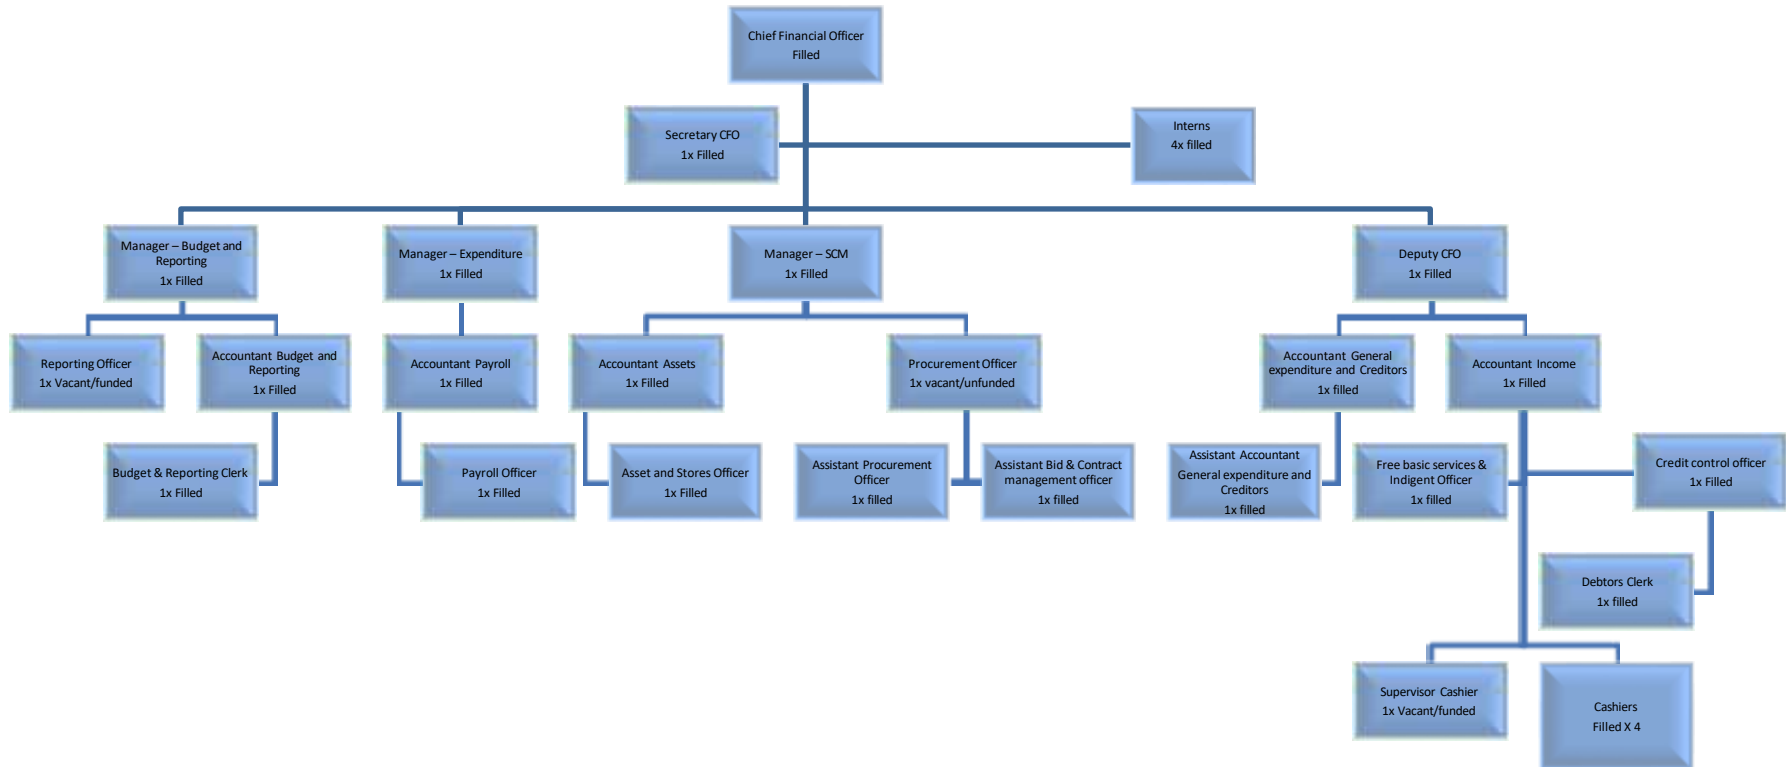 Chief Financial Officer
Filled
Secretary CFO
1x Filled
Interns
4x filled
Manager – Budget and
Reporting
1x Filled
Manager – Expenditure
1x Filled
Manager – SCM
1x Filled
Deputy CFO
1x Filled
Reporting Officer
1x Vacant/funded
Accountant Budget and
Reporting
1x Filled
Accountant Payroll
1x Filled
Accountant Assets
1x Filled
Procurement Officer
1x vacant/unfunded
Accountant General
expenditure and Creditors
1x filled
Accountant Income
1x Filled
Budget & Reporting Clerk
1x Filled
Payroll Officer
1x Filled
Asset and Stores Officer
1x Filled
Assistant Procurement
Officer
1x filled
Assistant Bid & Contract
management officer
1x filled
Assistant Accountant
General expenditure and
Creditors
1x filled
Free basic services &
Indigent Officer
1x filled
Credit control officer
1x Filled
Debtors Clerk
1x filled
Supervisor Cashier
1x Vacant/funded
Cashiers
Filled X 4